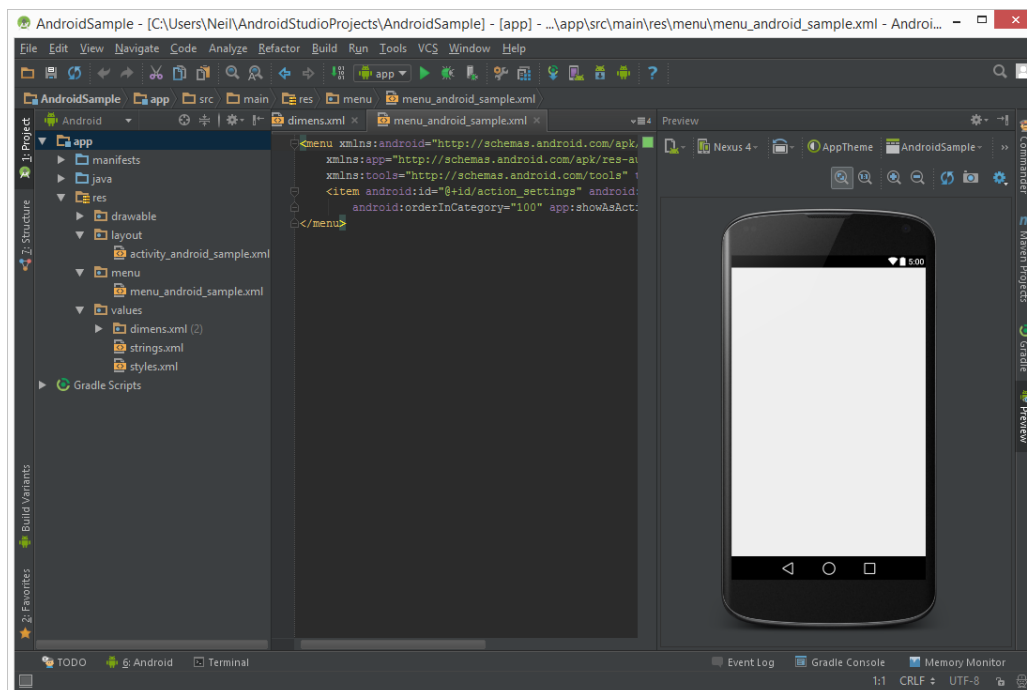 AndroidSample - [C:\Users\Neil\AndroidStudioProjects\AndroidSample] - [app] - ...\app\src\main\res\menu\menu_android_sample.xml - Androi...
File Edit View Navigate Code Analyze Refactor Build Run Tools VCS Window Help
app
AndroidSample app src main res menu menu_android_sample.xml
1: Project
Z: Structure
Build Variants
2: Favorites
Android
app
manifests
java
res
drawable
layout
activity_android_sample.xml
menu
menu_android_sample.xml
values
dimens.xml (2)
strings.xml
styles.xml
Gradle Scripts
dimens.xml menu_android_sample.xml
4
<menu xmlns:android="http://schemas.android.com/apk/
xmlns:app="http://schemas.android.com/apk/res-au
xmlns:tools="http://schemas.android.com/tools" t
<item android:id="@+id/action_settings" android:
android:orderInCategory="100" app:showAsActi
</menu>
Preview
Nexus 4 AppTheme AndroidSample
5:00
Commander
Maven Projects
Gradle
Preview
TODO 6: Android Terminal Event Log Gradle Console Memory Monitor
1:1 CRLF UTF-8